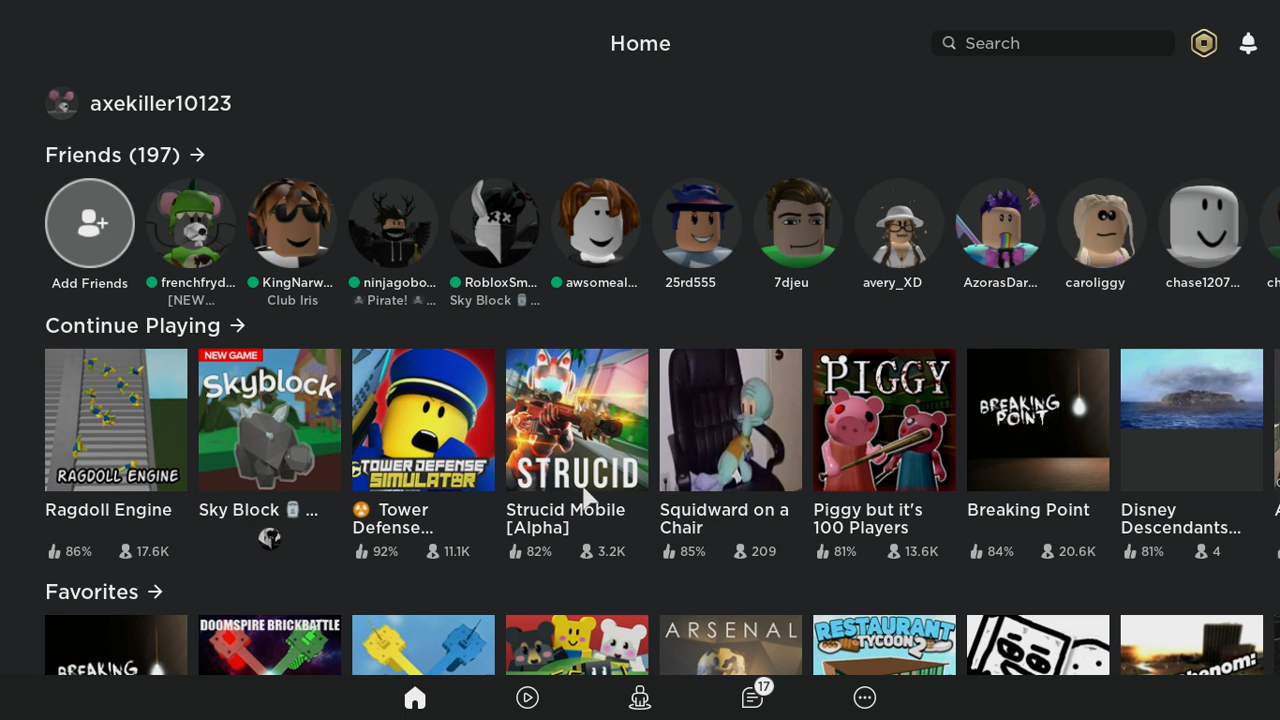 Home
Search
axekiller10123
Friends (197)
Add Friends
frenchfryd...
[NEW...
KingNarw...
Club Iris
ninjagobo...
☠ Pirate! ☠ ...
RobloxSm...
Sky Block 🗿 ...
awsomeal...
25rd555
7djeu
avery_XD
AzorasDar...
caroliggy
chase1207...
ch
Continue Playing
RAGDOLL ENGINE
NEW GAME
Skyblock
TOWER DEFENSE
SIMULATOR
STRUCID
PIGGY
BREAKING
POINT
Ragdoll Engine
86% 17.6K
Sky Block 🗿 ...
☢ Tower
Defense...
92% 11.1K
Strucid Mobile
[Alpha]
82% 3.2K
Squidward on a
Chair
85% 209
Piggy but it's
100 Players
81% 13.6K
Breaking Point
84% 20.6K
Disney
Descendants...
81% 4
Favorites
BREAKING
DOOMSPIRE BRICKBATTLE
ARSENAL
RESTAURANT
TYCOON 2
henom:
17